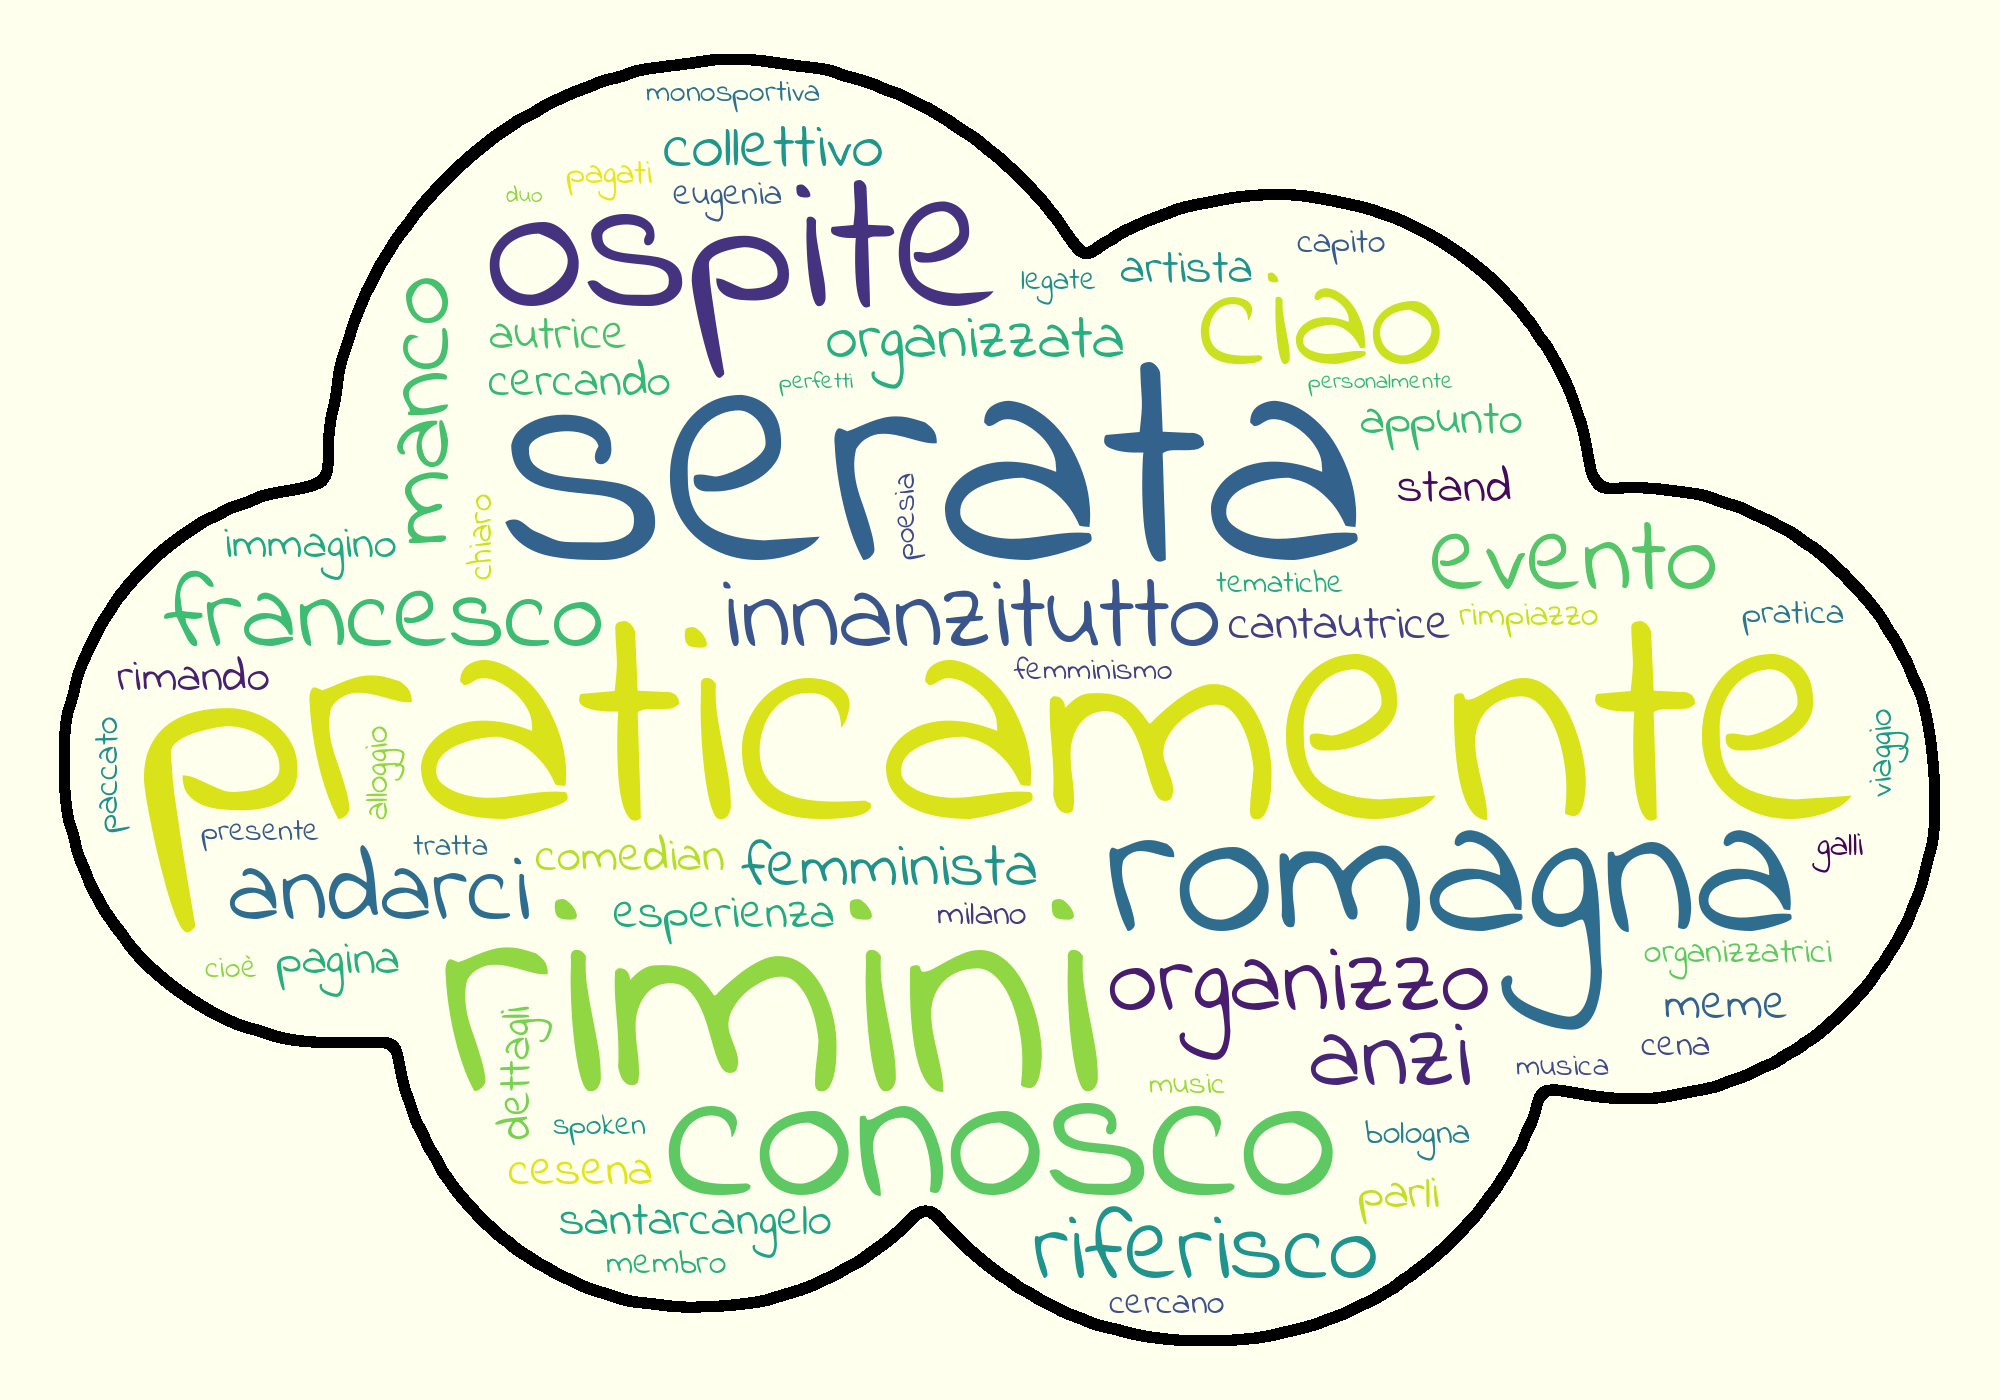 monosportiva
collettivo
pagati
duo
eugenia
ospite
capito
legate
artista
ciao
manco
autrice
organizzata
cercando
perfetti
personalmente
serata
appunto
stand
poesia
chiaro
immagino
evento
francesco
innanzitutto
tematiche
cantautrice
rimpiazzo
pratica
rimando
femminismo
praticamente
paccato
alloggio
viaggio
presente
tratta
comedian
femminista
romagna
galli
andarci
esperienza
milano
cioè
pagina
rimini
organizzo
organizzatrici
meme
dettagli
anzi
cena
musica
music
spoken
conosco
bologna
cesena
parli
santarcangelo
riferisco
membro
cercano